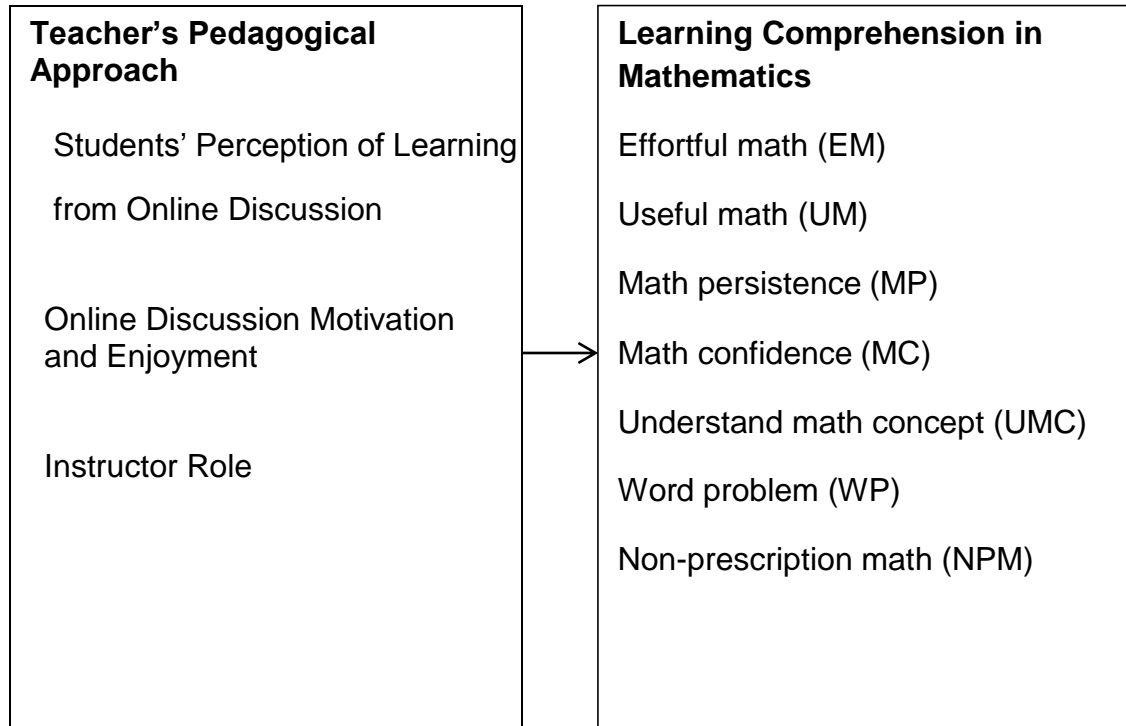 Teacher’s Pedagogical
Approach
Students’ Perception of Learning
from Online Discussion
Online Discussion Motivation
and Enjoyment
Instructor Role
Learning Comprehension in
Mathematics
Effortful math (EM)
Useful math (UM)
Math persistence (MP)
Math confidence (MC)
Understand math concept (UMC)
Word problem (WP)
Non-prescription math (NPM)